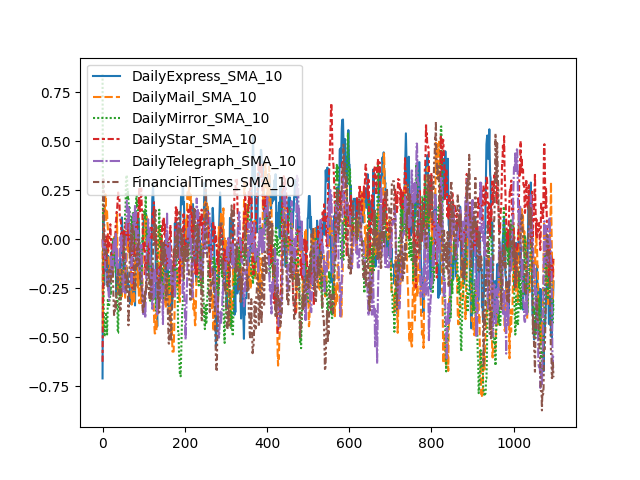 DailyExpress_SMA_10
DailyMail_SMA_10
DailyMirror_SMA_10
DailyStar_SMA_10
DailyTelegraph_SMA_10
FinancialTimes_SMA_10
0.75
0.50
0.25
0.00
−0.25
−0.50
−0.75
0 200 400 600 800 1000